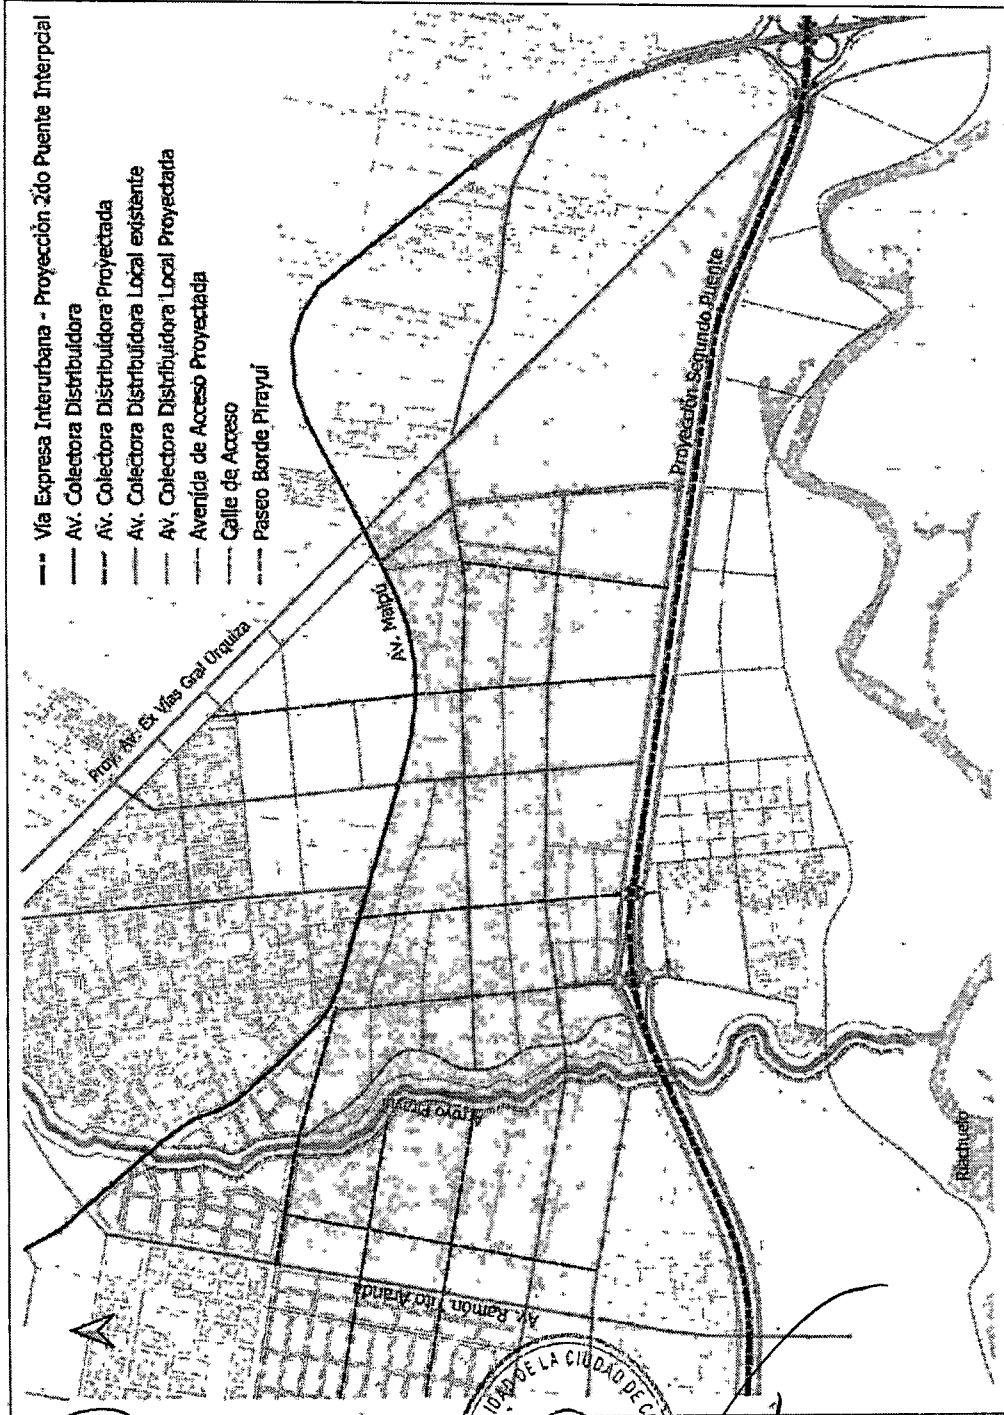 Vía Expresa Interurbana - Proyección 2do Puente Interpcial
Av. Colectora Distribuidora
Av. Colectora Distribuidora Proyectada
Av. Colectora Distribuidora Local existente
Av. Colectora Distribuidora Local Proyectada
Avenida de Acceso Proyectada
Calle de Acceso
Paseo Borde Pirayuí
Proy. Av. Ex Vías Gral Urquiza
Av. Maipú
Proyección Segundo Puente
Arroyo Pirayuí
Av. Ramón Tito Aranda
Riachuelo
DE LA CIUDAD DE